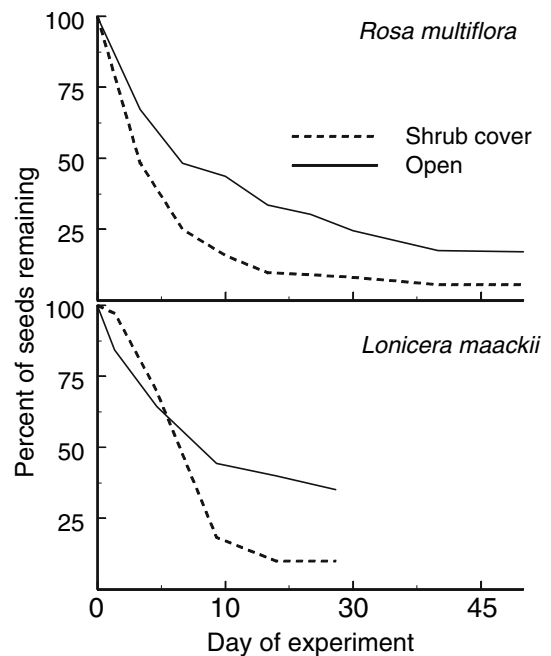 Rosa multiflora
100
75
50
25
Shrub cover
Open
Percent of seeds remaining
Lonicera maackii
100
75
50
25
0 10 30 45
Day of experiment